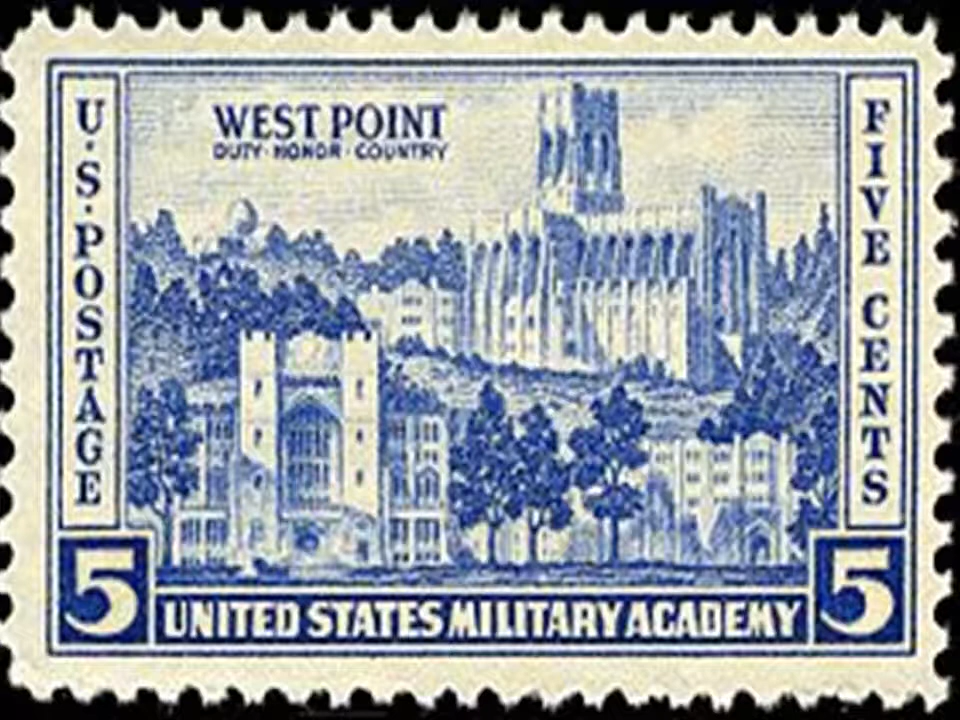 WEST POINT
DUTY · HONOR · COUNTRY
U.S. POSTAGE
FIVE CENTS
5 UNITED STATES MILITARY ACADEMY 5